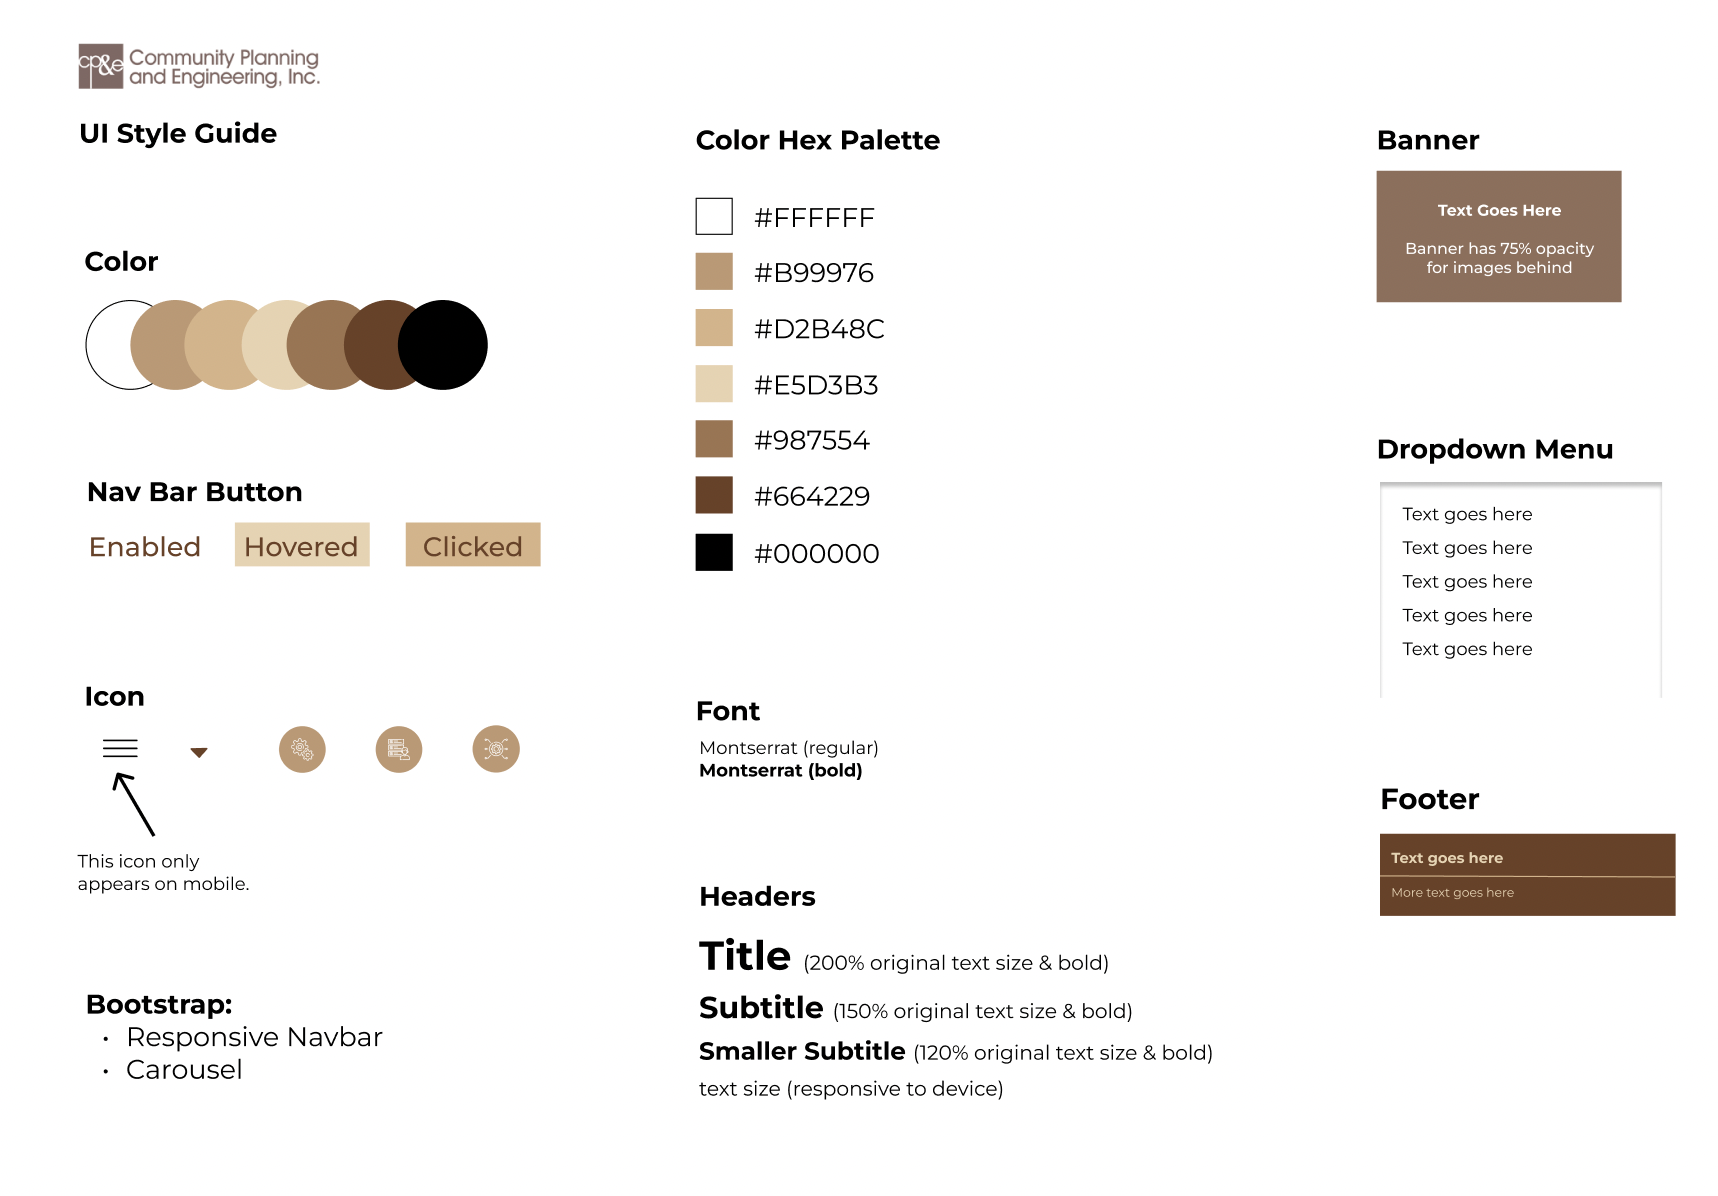 cp&e Community Planning
and Engineering, Inc.
UI Style Guide
Color
Nav Bar Button
Enabled Hovered Clicked
Icon
This icon only
appears on mobile.
Bootstrap:
• Responsive Navbar
• Carousel
Color Hex Palette
#FFFFFF
#B99976
#D2B48C
#E5D3B3
#987554
#664229
#000000
Font
Montserrat (regular)
Montserrat (bold)
Headers
Title (200% original text size & bold)
Subtitle (150% original text size & bold)
Smaller Subtitle (120% original text size & bold)
text size (responsive to device)
Banner
Text Goes Here
Banner has 75% opacity
for images behind
Dropdown Menu
Text goes here
Text goes here
Text goes here
Text goes here
Text goes here
Footer
Text goes here
More text goes here